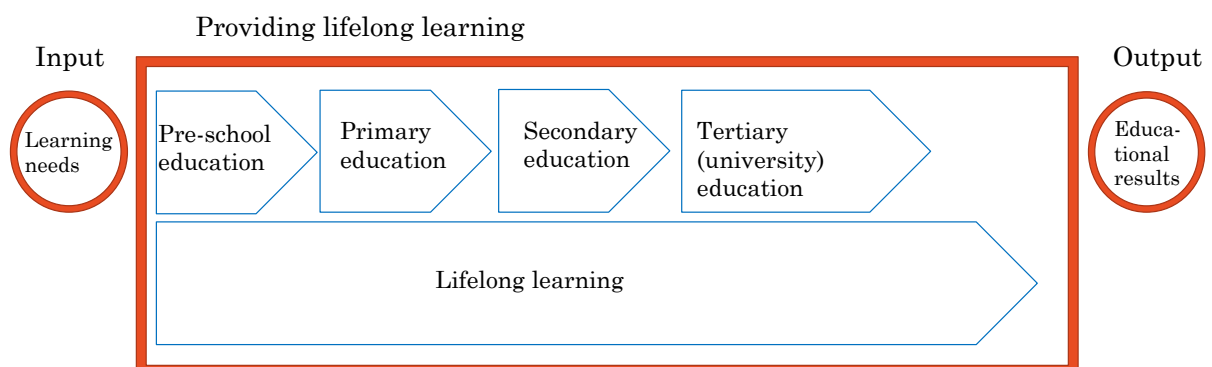 Providing lifelong learning
Input
Output
Learning
needs
Pre-school
education
Primary
education
Secondary
education
Tertiary
(university)
education
Educa-
tional
results
Lifelong learning